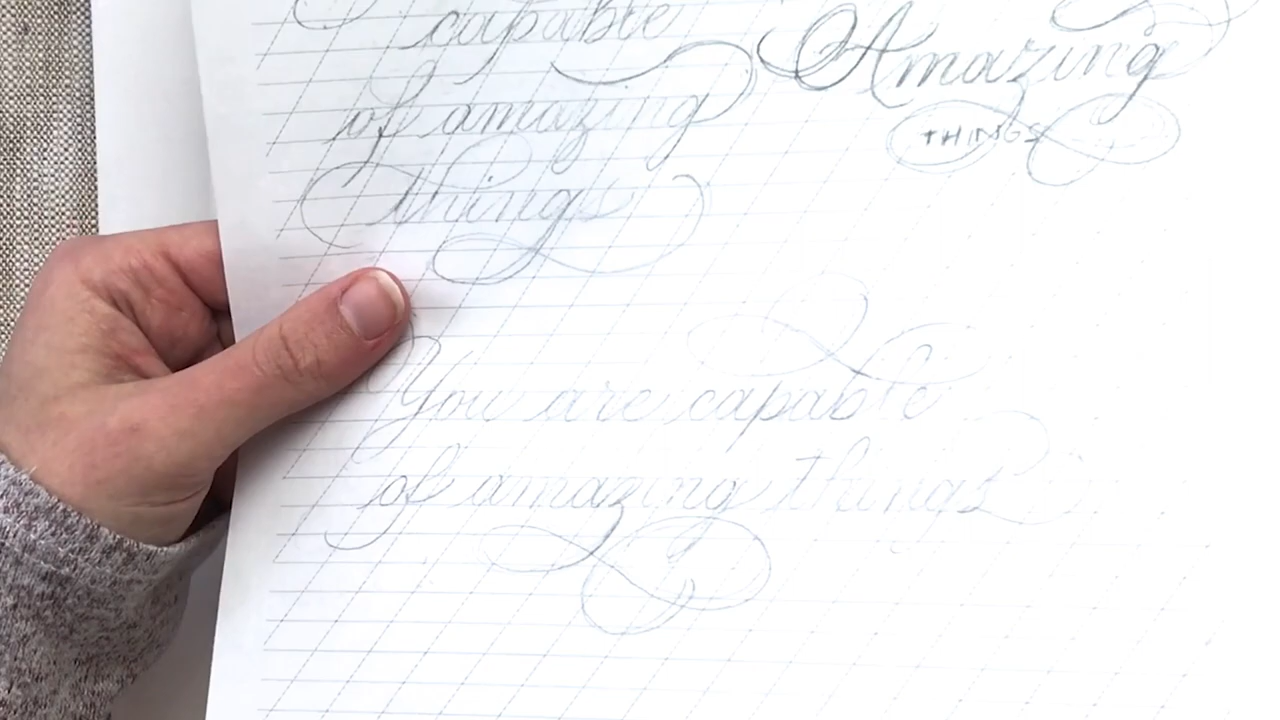 capable
of amazing
things
Amazing
THINGS
You are capable
of amazing things